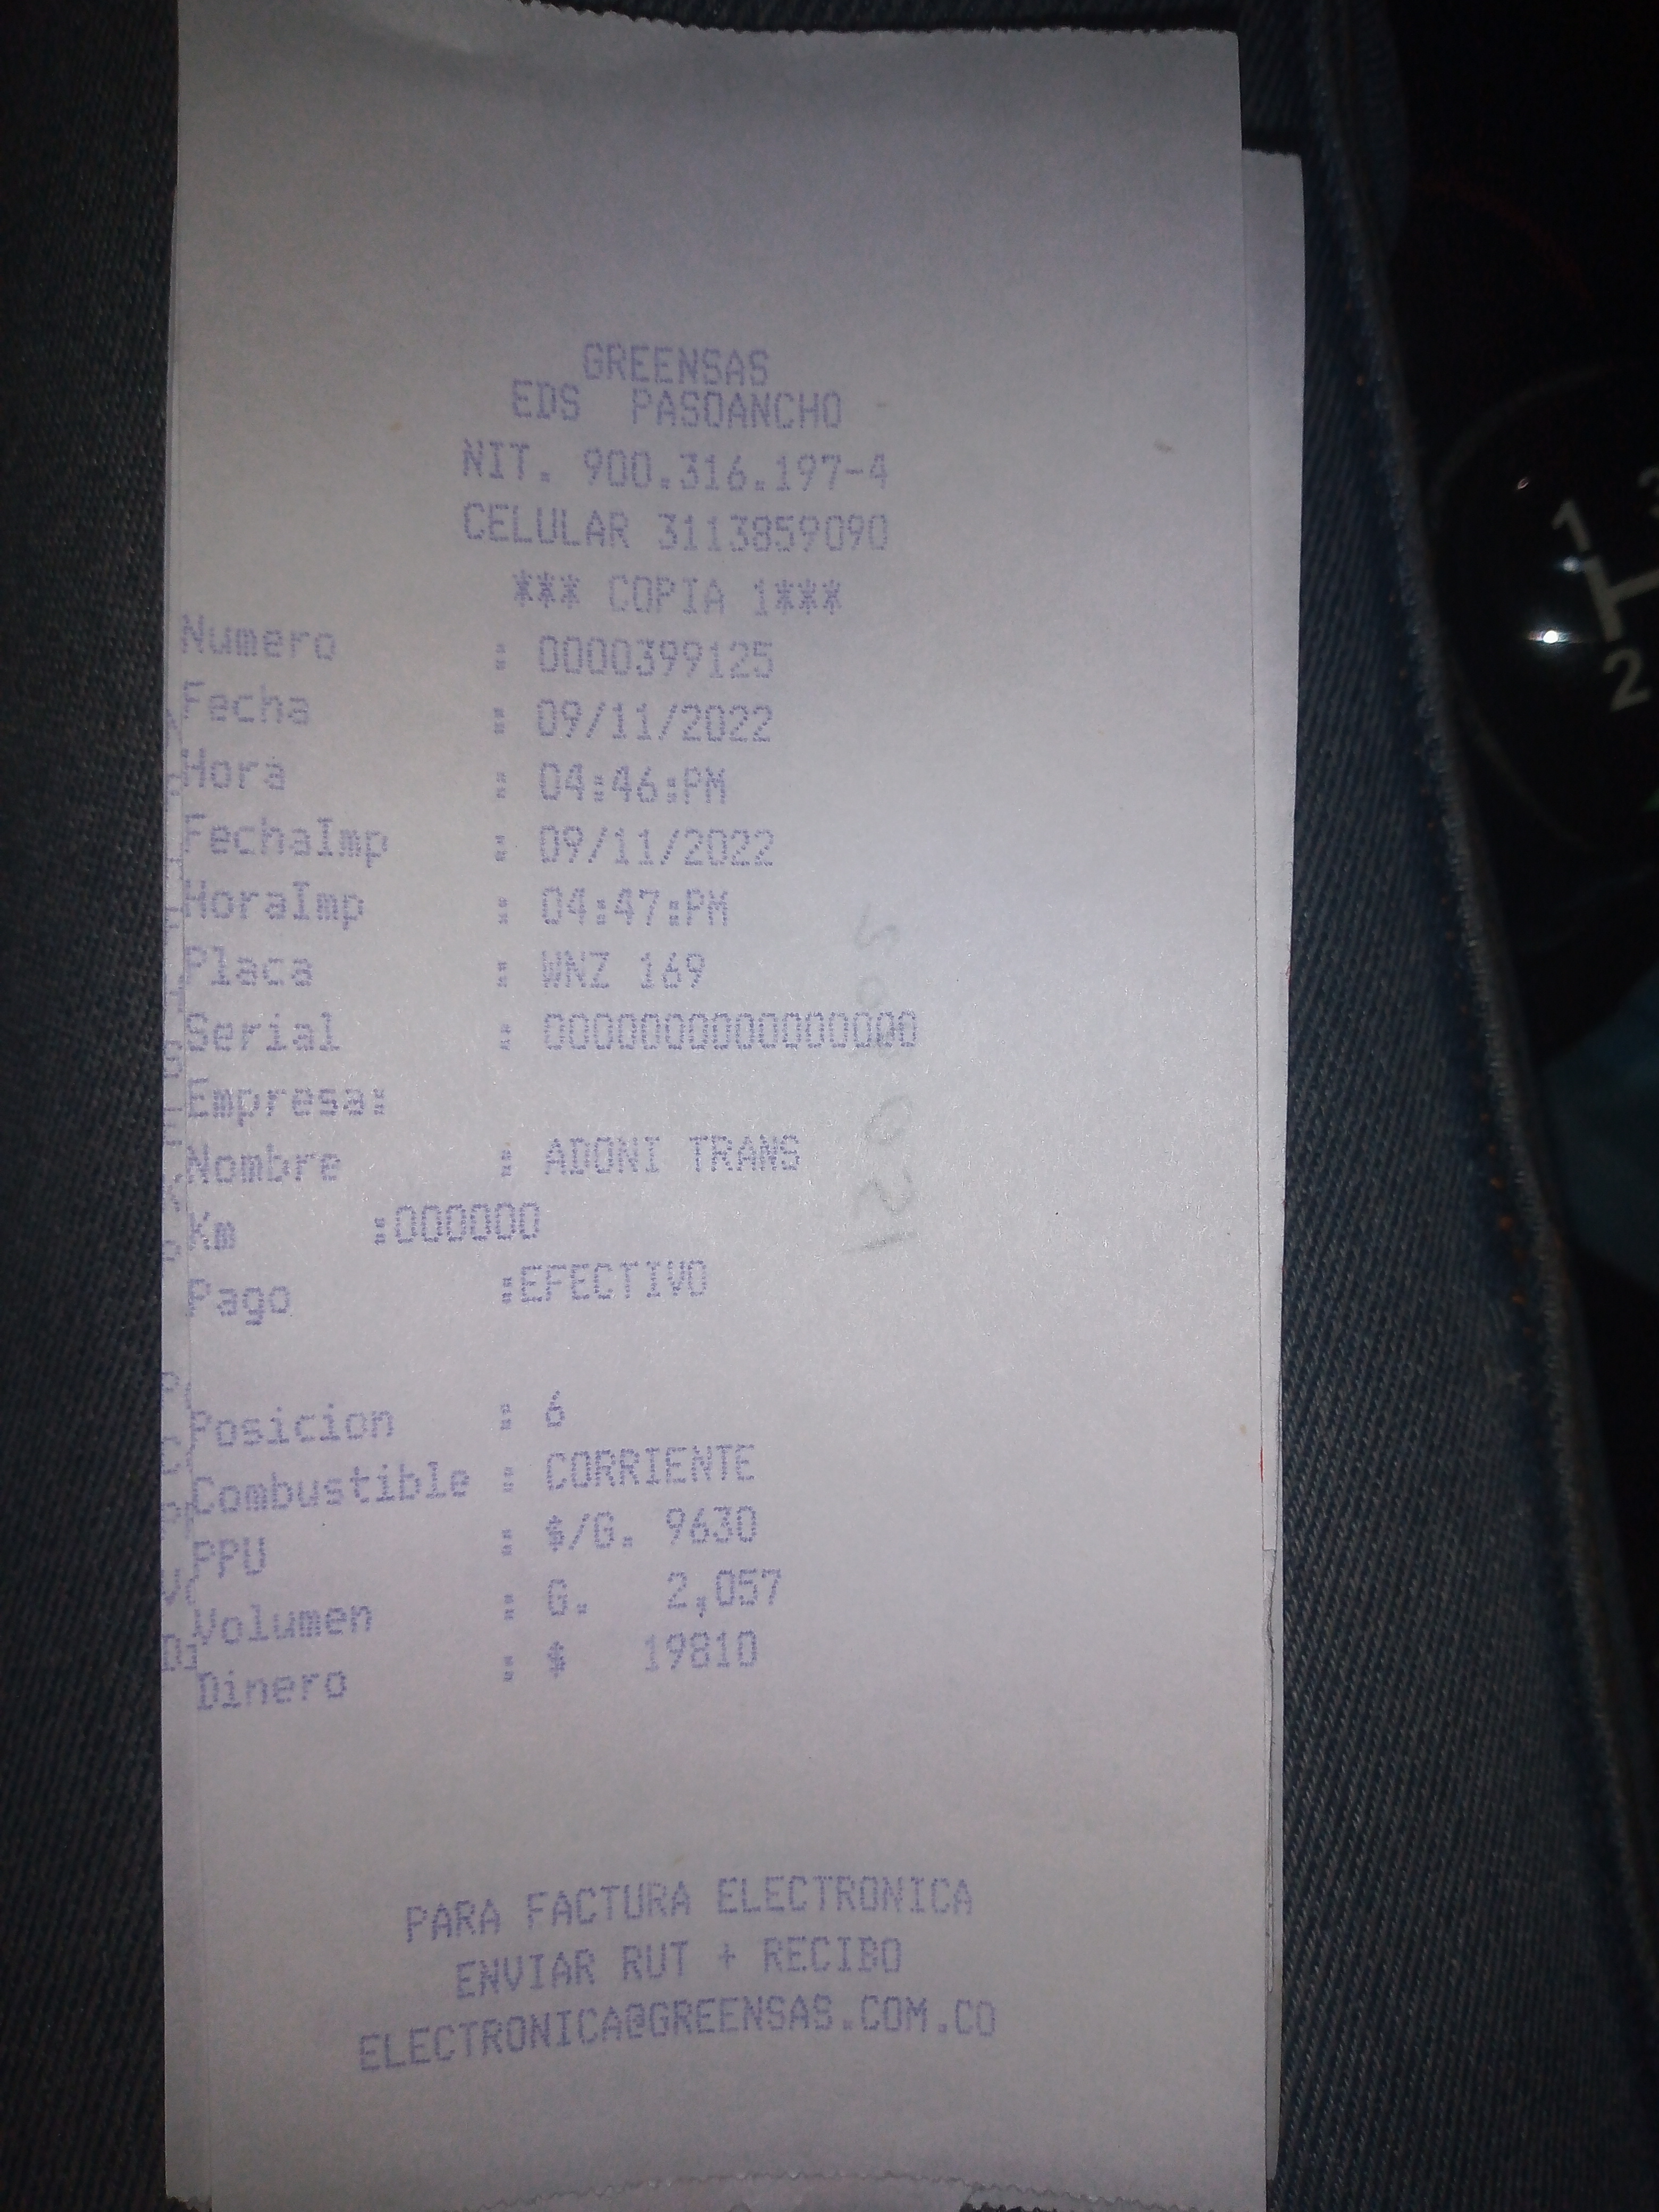 GREENSAS
EDS PASOANCHO
NIT. 900.316.197-4
CELULAR 3113859090
*** COPIA 1***
Numero : 0000399125
Fecha : 09/11/2022
Hora : 04:46:PM
FechaImp : 09/11/2022
HoraImp : 04:47:PM
Placa : 169
Serial : 0000000000000000
Empresa:
Nombre :
Km :000000
Pago :EFECTIVO
Posicion : 6
Combustible : CORRIENTE
PPU : $/G. 9630
Volumen : G. 2,057
Dinero : $ 19810
PARA FACTURA ELECTRONICA
ENVIAR RUT + RECIBO
ELECTRONICA@GREENSAS.COM.CO
1
2